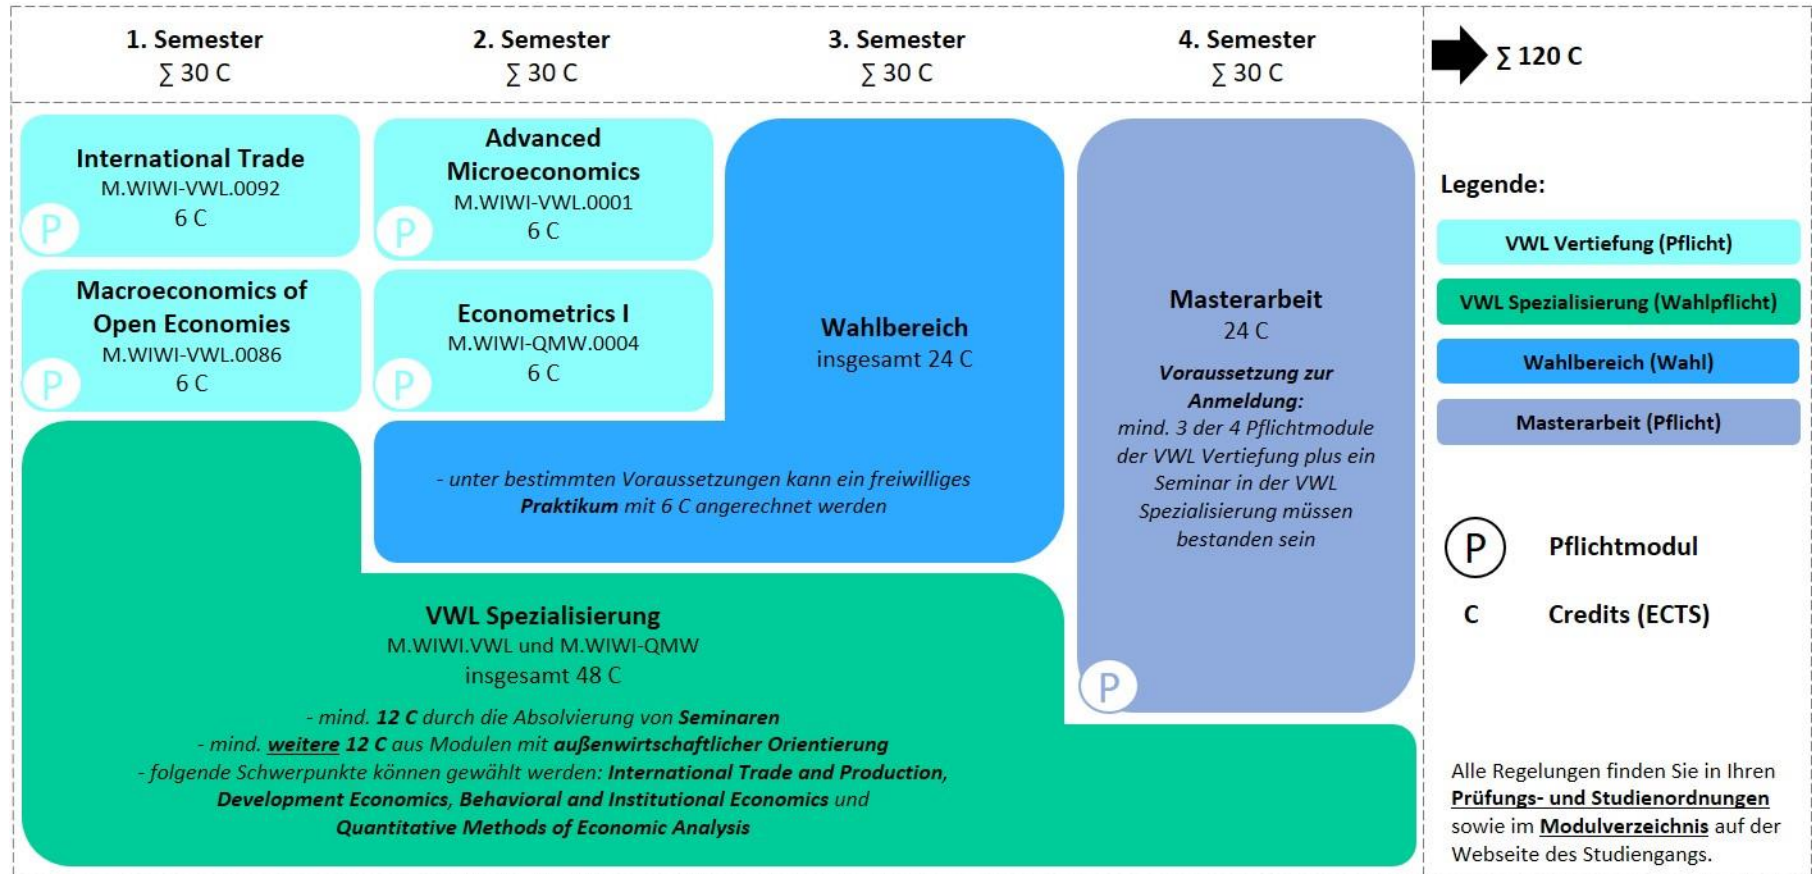 1. Semester
∑ 30 C
2. Semester
∑ 30 C
3. Semester
∑ 30 C
4. Semester
∑ 30 C
∑ 120 C
International Trade
M.WIWI-VWL.0092
6 C
P
Macroeconomics of
Open Economies
M.WIWI-VWL.0086
6 C
P
Advanced
Microeconomics
M.WIWI-VWL.0001
6 C
P
Econometrics I
M.WIWI-QMW.0004
6 C
P
Wahlbereich
insgesamt 24 C
- unter bestimmten Voraussetzungen kann ein freiwilliges
Praktikum mit 6 C angerechnet werden
Masterarbeit
24 C
Voraussetzung zur
Anmeldung:
mind. 3 der 4 Pflichtmodule
der VWL Vertiefung plus ein
Seminar in der VWL
Spezialisierung müssen
bestanden sein
P
VWL Spezialisierung
M.WIWI.VWL und M.WIWI-QMW
insgesamt 48 C
- mind. 12 C durch die Absolvierung von Seminaren
- mind. weitere 12 C aus Modulen mit außenwirtschaftlicher Orientierung
- folgende Schwerpunkte können gewählt werden: International Trade and Production,
Development Economics, Behavioral and Institutional Economics und
Quantitative Methods of Economic Analysis
Legende:
VWL Vertiefung (Pflicht)
VWL Spezialisierung (Wahlpflicht)
Wahlbereich (Wahl)
Masterarbeit (Pflicht)
P Pflichtmodul
C Credits (ECTS)
Alle Regelungen finden Sie in Ihren
Prüfungs- und Studienordnungen
sowie im Modulverzeichnis auf der
Webseite des Studiengangs.